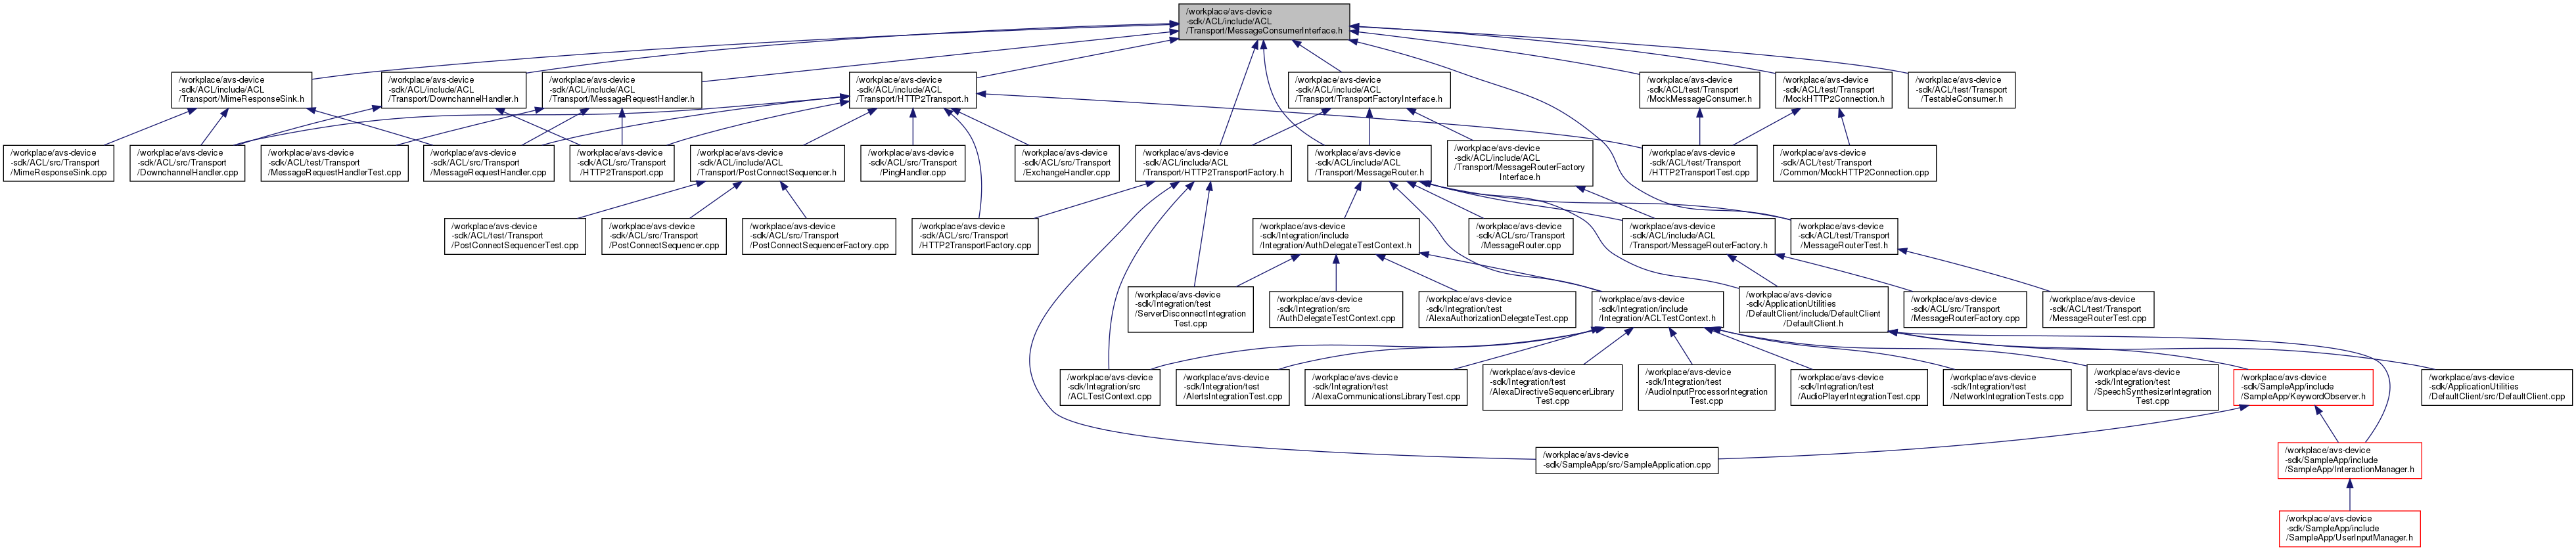 /workplace/avs-device
-sdk/ACL/include/ACL
/Transport/MessageConsumerInterface.h
/workplace/avs-device
-sdk/ACL/include/ACL
/Transport/MimeResponseSink.h
/workplace/avs-device
-sdk/ACL/include/ACL
/Transport/DownchannelHandler.h
/workplace/avs-device
-sdk/ACL/include/ACL
/Transport/MessageRequestHandler.h
/workplace/avs-device
-sdk/ACL/include/ACL
/Transport/HTTP2Transport.h
/workplace/avs-device
-sdk/ACL/include/ACL
/Transport/TransportFactoryInterface.h
/workplace/avs-device
-sdk/ACL/test/Transport
/MockMessageConsumer.h
/workplace/avs-device
-sdk/ACL/test/Transport
/MockHTTP2Connection.h
/workplace/avs-device
-sdk/ACL/test/Transport
/TestableConsumer.h
/workplace/avs-device
-sdk/ACL/src/Transport
/MimeResponseSink.cpp
/workplace/avs-device
-sdk/ACL/src/Transport
/DownchannelHandler.cpp
/workplace/avs-device
-sdk/ACL/test/Transport
/MessageRequestHandlerTest.cpp
/workplace/avs-device
-sdk/ACL/src/Transport
/MessageRequestHandler.cpp
/workplace/avs-device
-sdk/ACL/src/Transport
/HTTP2Transport.cpp
/workplace/avs-device
-sdk/ACL/include/ACL
/Transport/PostConnectSequencer.h
/workplace/avs-device
-sdk/ACL/src/Transport
/PingHandler.cpp
/workplace/avs-device
-sdk/ACL/src/Transport
/ExchangeHandler.cpp
/workplace/avs-device
-sdk/ACL/include/ACL
/Transport/HTTP2TransportFactory.h
/workplace/avs-device
-sdk/ACL/include/ACL
/Transport/MessageRouter.h
/workplace/avs-device
-sdk/ACL/include/ACL
/Transport/MessageRouterFactory
Interface.h
/workplace/avs-device
-sdk/ACL/test/Transport
/HTTP2TransportTest.cpp
/workplace/avs-device
-sdk/ACL/test/Transport
/Common/MockHTTP2Connection.cpp
/workplace/avs-device
-sdk/ACL/test/Transport
/PostConnectSequencerTest.cpp
/workplace/avs-device
-sdk/ACL/src/Transport
/PostConnectSequencer.cpp
/workplace/avs-device
-sdk/ACL/src/Transport
/PostConnectSequencerFactory.cpp
/workplace/avs-device
-sdk/ACL/src/Transport
/HTTP2TransportFactory.cpp
/workplace/avs-device
-sdk/Integration/include
/Integration/AuthDelegateTestContext.h
/workplace/avs-device
-sdk/ACL/src/Transport
/MessageRouter.cpp
/workplace/avs-device
-sdk/ACL/include/ACL
/Transport/MessageRouterFactory.h
/workplace/avs-device
-sdk/ACL/test/Transport
/MessageRouterTest.h
/workplace/avs-device
-sdk/Integration/test
/ServerDisconnectIntegration
Test.cpp
/workplace/avs-device
-sdk/Integration/src
/AuthDelegateTestContext.cpp
/workplace/avs-device
-sdk/Integration/test
/AlexaAuthorizationDelegateTest.cpp
/workplace/avs-device
-sdk/Integration/include
/Integration/ACLTestContext.h
/workplace/avs-device
-sdk/ApplicationUtilities
/DefaultClient/include/DefaultClient
/DefaultClient.h
/workplace/avs-device
-sdk/ACL/src/Transport
/MessageRouterFactory.cpp
/workplace/avs-device
-sdk/ACL/test/Transport
/MessageRouterTest.cpp
/workplace/avs-device
-sdk/Integration/src
/ACLTestContext.cpp
/workplace/avs-device
-sdk/Integration/test
/AlertsIntegrationTest.cpp
/workplace/avs-device
-sdk/Integration/test
/AlexaCommunicationsLibraryTest.cpp
/workplace/avs-device
-sdk/Integration/test
/AlexaDirectiveSequencerLibrary
Test.cpp
/workplace/avs-device
-sdk/Integration/test
/AudioInputProcessorIntegration
Test.cpp
/workplace/avs-device
-sdk/Integration/test
/AudioPlayerIntegrationTest.cpp
/workplace/avs-device
-sdk/Integration/test
/NetworkIntegrationTests.cpp
/workplace/avs-device
-sdk/Integration/test
/SpeechSynthesizerIntegration
Test.cpp
/workplace/avs-device
-sdk/SampleApp/include
/SampleApp/KeywordObserver.h
/workplace/avs-device
-sdk/ApplicationUtilities
/DefaultClient/src/DefaultClient.cpp
/workplace/avs-device
-sdk/SampleApp/src/SampleApplication.cpp
/workplace/avs-device
-sdk/SampleApp/include
/SampleApp/InteractionManager.h
/workplace/avs-device
-sdk/SampleApp/include
/SampleApp/UserInputManager.h